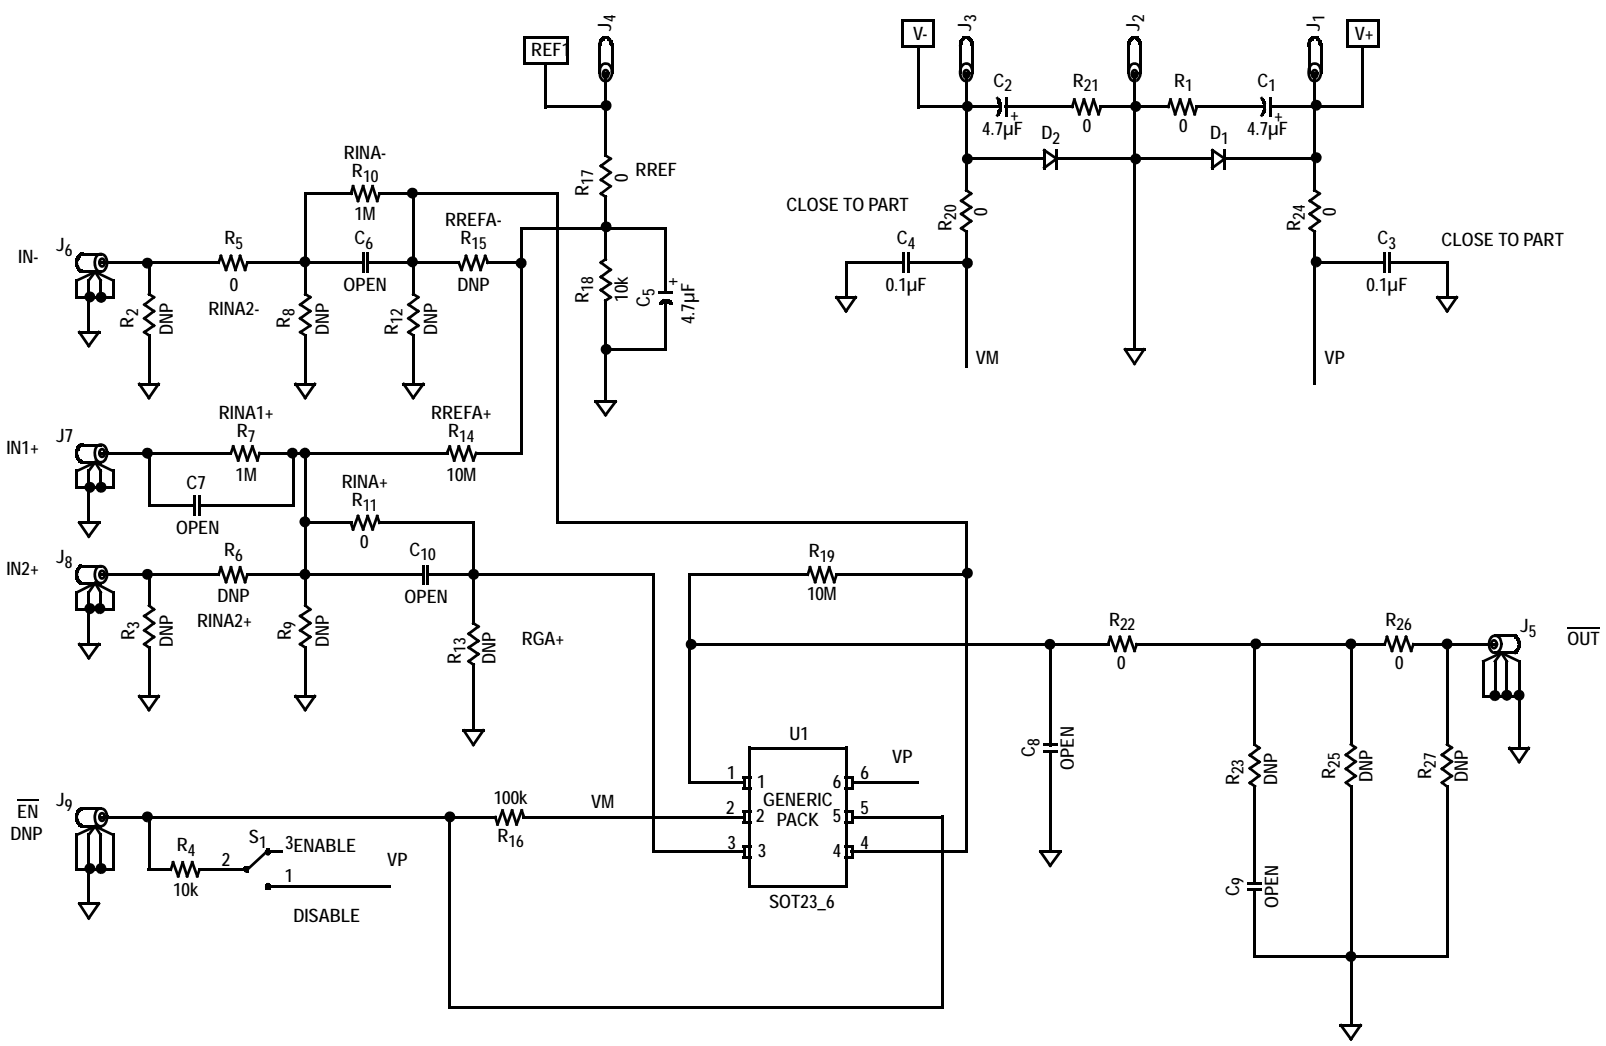 J4
REF1
R17
0
RREF
R18
10k
C5
+
4.7µF
V-
J3
J2
J1
V+
C2
+
4.7µF
R21
0
R1
0
C1
+
4.7µF
D2
D1
R20
0
R24
0
CLOSE TO PART
C4
0.1µF
C3
0.1µF
CLOSE TO PART
VM
VP
RINA-
R10
1M
RREFA-
R15
DNP
IN-
J6
R5
0
RINA2-
C6
OPEN
R2
DNP
R8
DNP
R12
DNP
IN1+
J7
RINA1+
R7
1M
C7
OPEN
RREFA+
R14
10M
RINA+
R11
0
IN2+
J8
R6
DNP
RINA2+
C10
OPEN
R3
DNP
R9
DNP
R13
DNP
RGA+
R19
10M
R22
0
R26
0
J5
OUT
C8
OPEN
R23
DNP
R25
DNP
R27
DNP
C9
OPEN
U1
GENERIC
PACK
SOT23_6
1 1
2 2
3 3
6 6
5 5
4 4
VP
EN
DNP
J9
100k
R16
VM
R4
10k
S1
2
3 ENABLE
1
VP
DISABLE